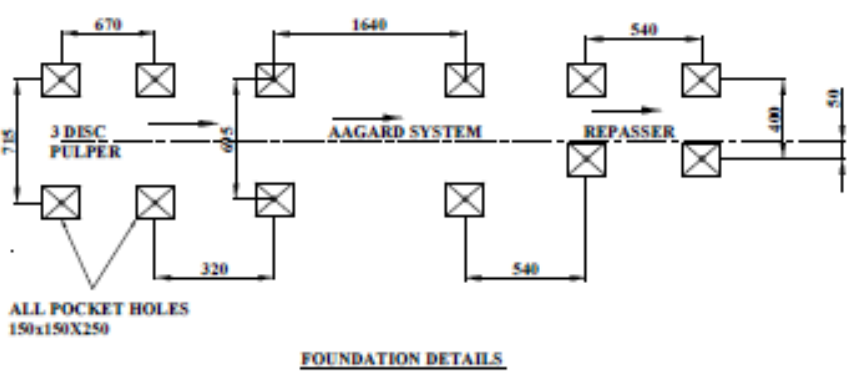 670
1640
540
50
3 DISC
PULPER
AAGARD SYSTEM
REPASSER
715
695
400
320
540
ALL POCKET HOLES
150x150X250
FOUNDATION DETAILS